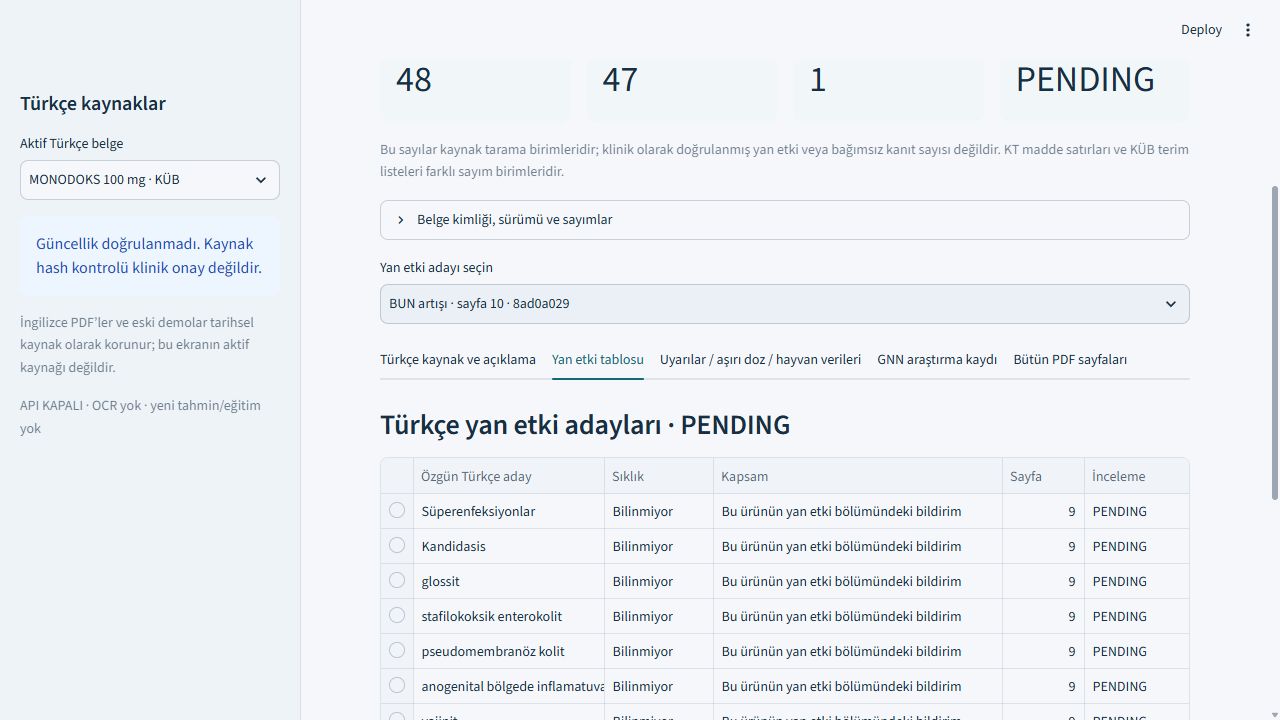 Deploy
Türkçe kaynaklar
Aktif Türkçe belge
MONODOKS 100 mg · KÜB
Güncellik doğrulanmadı. Kaynak
hash kontrolü klinik onay değildir.
İngilizce PDF'ler ve eski demolar tarihsel
kaynak olarak korunur; bu ekranın aktif
kaynağı değildir.
API KAPALI · OCR yok · yeni tahmin/eğitim
yok
48 47 1 PENDING
Bu sayılar kaynak tarama birimleridir; klinik olarak doğrulanmış yan etki veya bağımsız kanıt sayısı değildir. KT madde satırları ve KÜB terim
listeleri farklı sayım birimleridir.
Belge kimliği, sürümü ve sayımlar
Yan etki adayı seçin
BUN artışı · sayfa 10 · 8ad0a029
Türkçe kaynak ve açıklama Yan etki tablosu Uyarılar / aşırı doz / hayvan verileri GNN araştırma kaydı Bütün PDF sayfaları
Türkçe yan etki adayları · PENDING
Özgün Türkçe aday Sıklık Kapsam Sayfa İnceleme
Süperenfeksiyonlar Bilinmiyor Bu ürünün yan etki bölümündeki bildirim 9 PENDING
Kandidasis Bilinmiyor Bu ürünün yan etki bölümündeki bildirim 9 PENDING
glossit Bilinmiyor Bu ürünün yan etki bölümündeki bildirim 9 PENDING
stafilokoksik enterokolit Bilinmiyor Bu ürünün yan etki bölümündeki bildirim 9 PENDING
pseudomembranöz kolit Bilinmiyor Bu ürünün yan etki bölümündeki bildirim 9 PENDING
anogenital bölgede inflamatuva Bilinmiyor Bu ürünün yan etki bölümündeki bildirim 9 PENDING